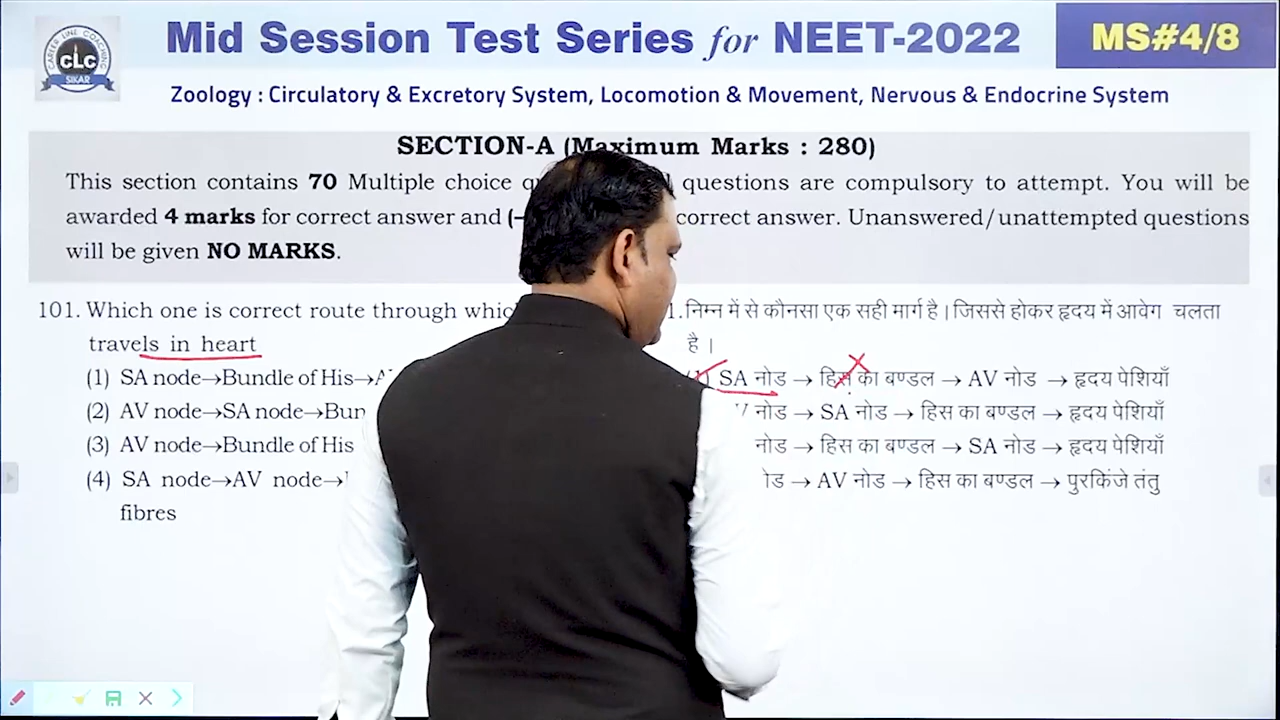 Mid Session Test Series for NEET-2022
MS#4/8
CAREER LINE COACHING
CLC
SIKAR
Zoology : Circulatory & Excretory System, Locomotion & Movement, Nervous & Endocrine System
SECTION-A (Maximum Marks : 280)
This section contains 70 Multiple choice questions are compulsory to attempt. You will be
awarded 4 marks for correct answer and correct answer. Unanswered/unattempted questions
will be given NO MARKS.
101. Which one is correct route through
travels in heart
(1) SA node→Bundle of His→
(2) AV node→SA node→
(3) AV node→Bundle of His
(4) SA node→AV node→
fibres
निम्न में से कौनसा एक सही मार्ग है। जिससे होकर हृदय में आवेग चलता
है।
(1) SA नोड → हिस का बण्डल → AV नोड → हृदय पेशियाँ
नोड → SA नोड → हिस का बण्डल → हृदय पेशियाँ
नोड → हिस का बण्डल → SA नोड → हृदय पेशियाँ
→ AV नोड → हिस का बण्डल → पुरकिंजे तंतु